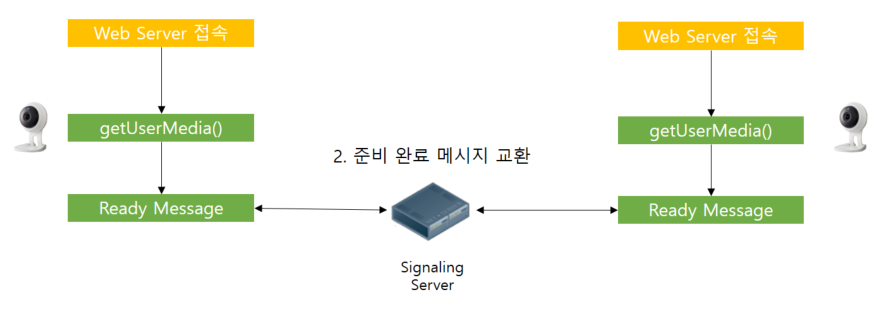 Web Server 접속
Web Server 접속
getUserMedia()
getUserMedia()
2. 준비 완료 메시지 교환
Ready Message
Ready Message
Signaling
Server